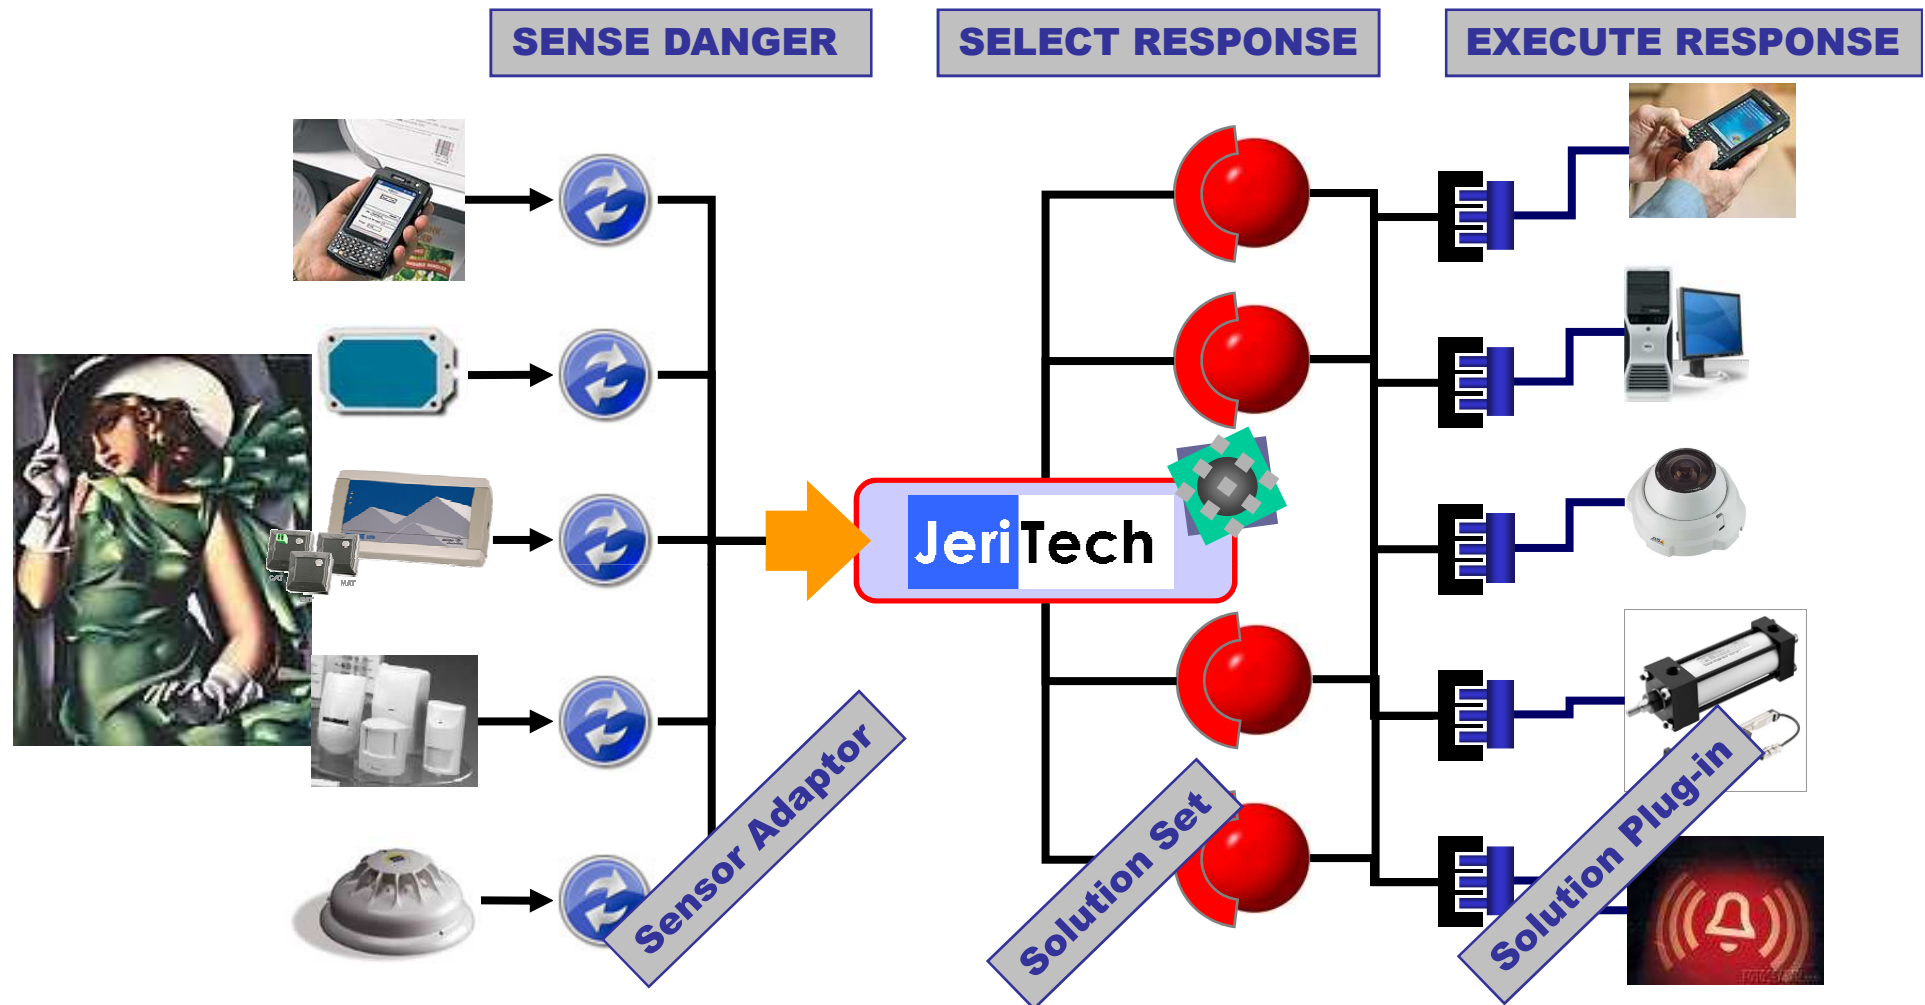 SENSE DANGER
SELECT RESPONSE
EXECUTE RESPONSE
JeriTech
Sensor Adaptor
Solution Set
Solution Plug-in